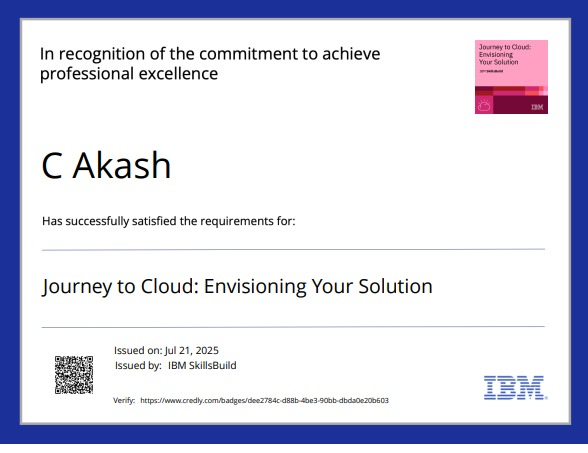 In recognition of the commitment to achieve
professional excellence
Journey to Cloud:
Envisioning
Your Solution
IBM SkillsBuild
IBM
C Akash
Has successfully satisfied the requirements for:
Journey to Cloud: Envisioning Your Solution
Issued on: Jul 21, 2025
Issued by: IBM SkillsBuild
Verify: https://www.credly.com/badges/dee2784c-d88b-4be3-90bb-dbda0e20b603
IBM®